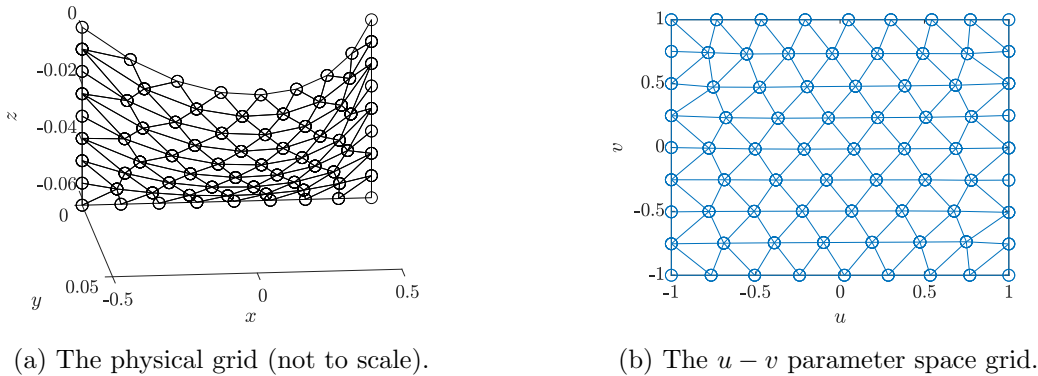 0
-0.02
-0.04
-0.06
0
z
0.05
-0.5
0
0.5
y
x
1
0.5
0
-0.5
-1
v
-1
-0.5
0
0.5
1
u
(a) The physical grid (not to scale).
(b) The u − v parameter space grid.